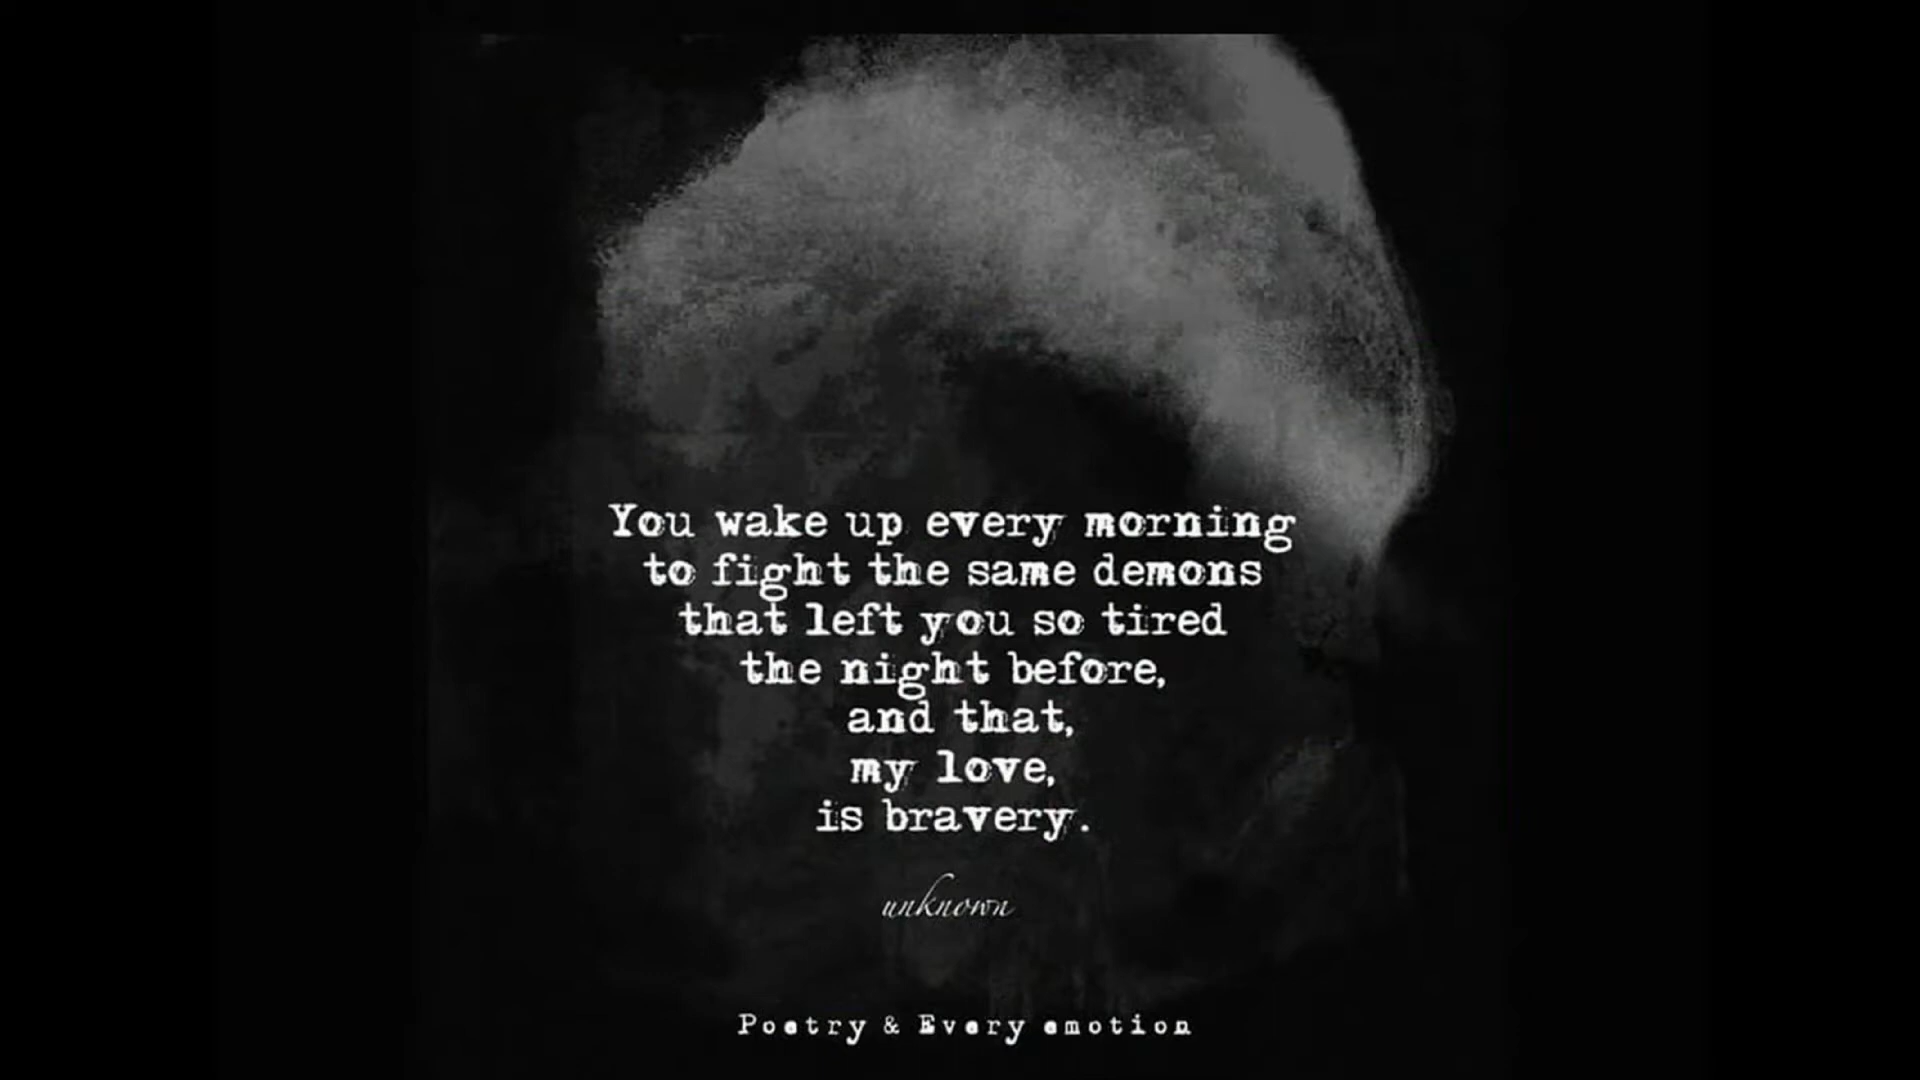 You wake up every morning
to fight the same demons
that left you so tired
the night before,
and that,
my love,
is bravery.
unknown
Poetry & Every emotion